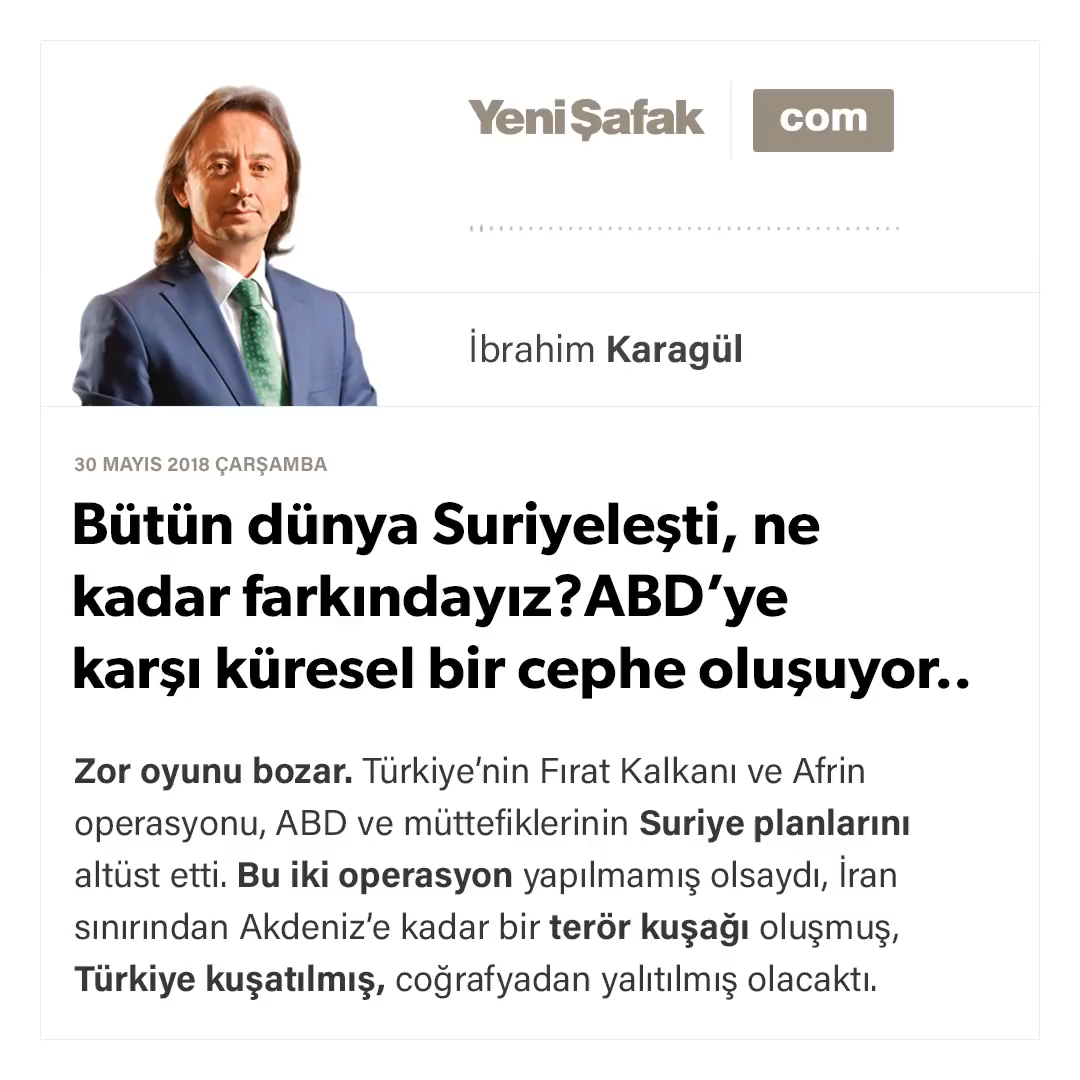 YeniŞafak com
İbrahim Karagül
30 MAYIS 2018 ÇARŞAMBA
Bütün dünya Suriyeleşti, ne
kadar farkındayız?ABD’ye
karşı küresel bir cephe oluşuyor..
Zor oyunu bozar. Türkiye’nin Fırat Kalkanı ve Afrin
operasyonu, ABD ve müttefiklerinin Suriye planlarını
altüst etti. Bu iki operasyon yapılmamış olsaydı, İran
sınırından Akdeniz’e kadar bir terör kuşağı oluşmuş,
Türkiye kuşatılmış, coğrafyadan yalıtılmış olacaktı.